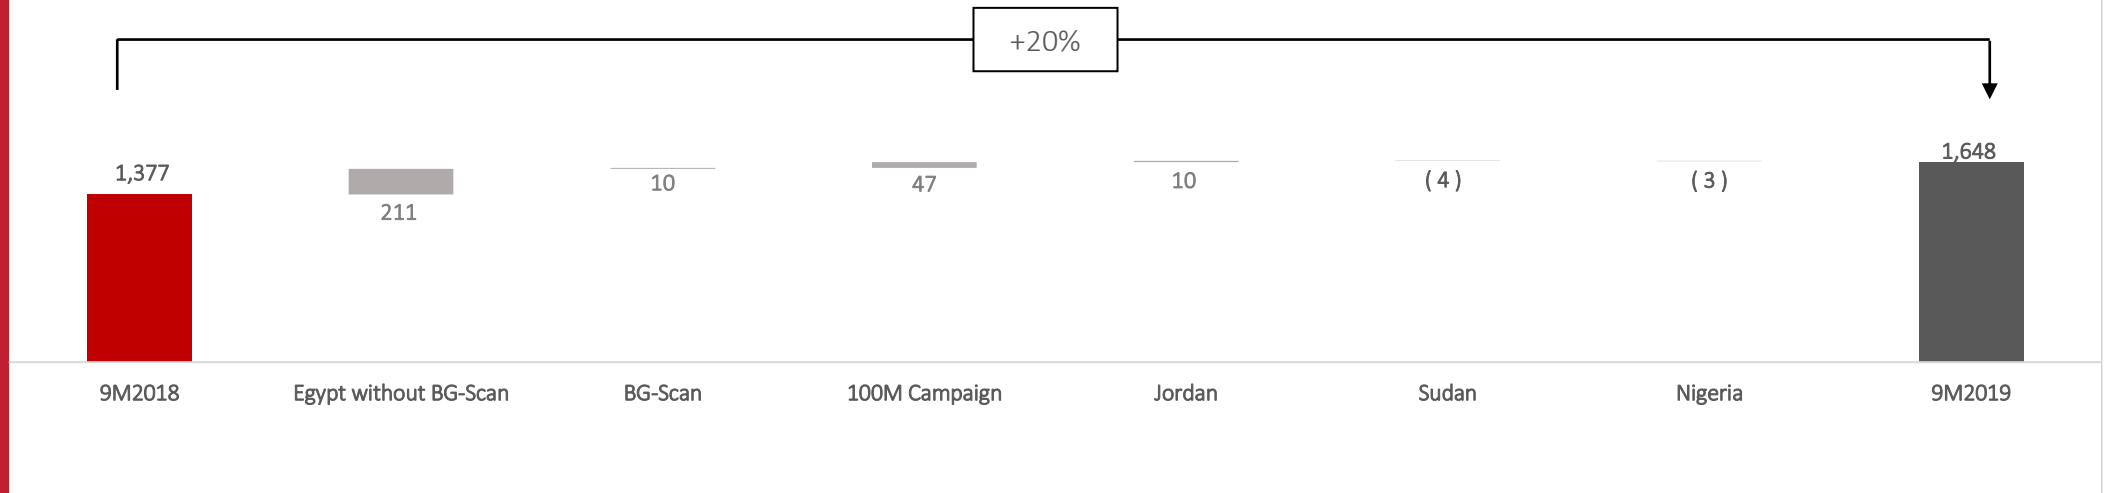 +20%
1,377
211
10
47
10
( 4 )
( 3 )
1,648
9M2018
Egypt without BG-Scan
BG-Scan
100M Campaign
Jordan
Sudan
Nigeria
9M2019